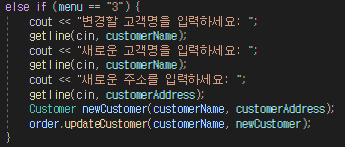 else if (menu == "3") {
cout << "변경할 고객명을 입력하세요: ";
getline(cin, customerName);
cout << "새로운 고객명을 입력하세요: ";
getline(cin, customerName);
cout << "새로운 주소를 입력하세요: ";
getline(cin, customerAddress);
Customer newCustomer(customerName, customerAddress);
order.updateCustomer(customerName, newCustomer);
}